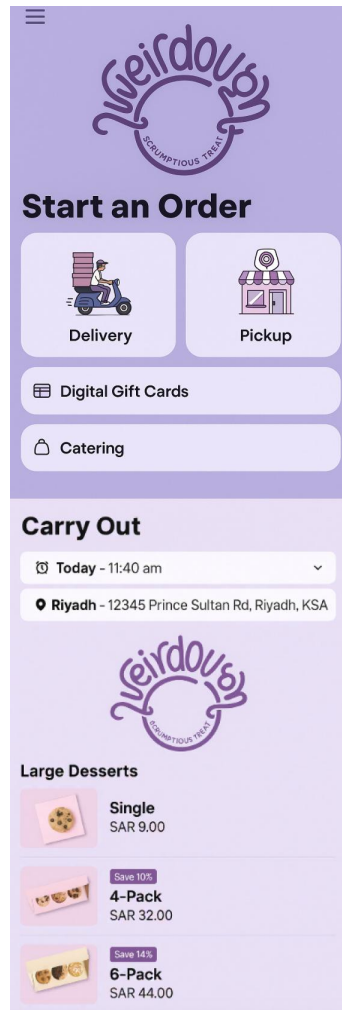 Weirdough
SCRUMPTIOUS TREAT
Start an Order
Delivery
Pickup
Digital Gift Cards
Catering
Carry Out
Today - 11:40 am
Riyadh - 12345 Prince Sultan Rd, Riyadh, KSA
Weirdough
SCRUMPTIOUS TREAT
Large Desserts
Single
SAR 9.00
Save 10%
4-Pack
SAR 32.00
Save 14%
6-Pack
SAR 44.00